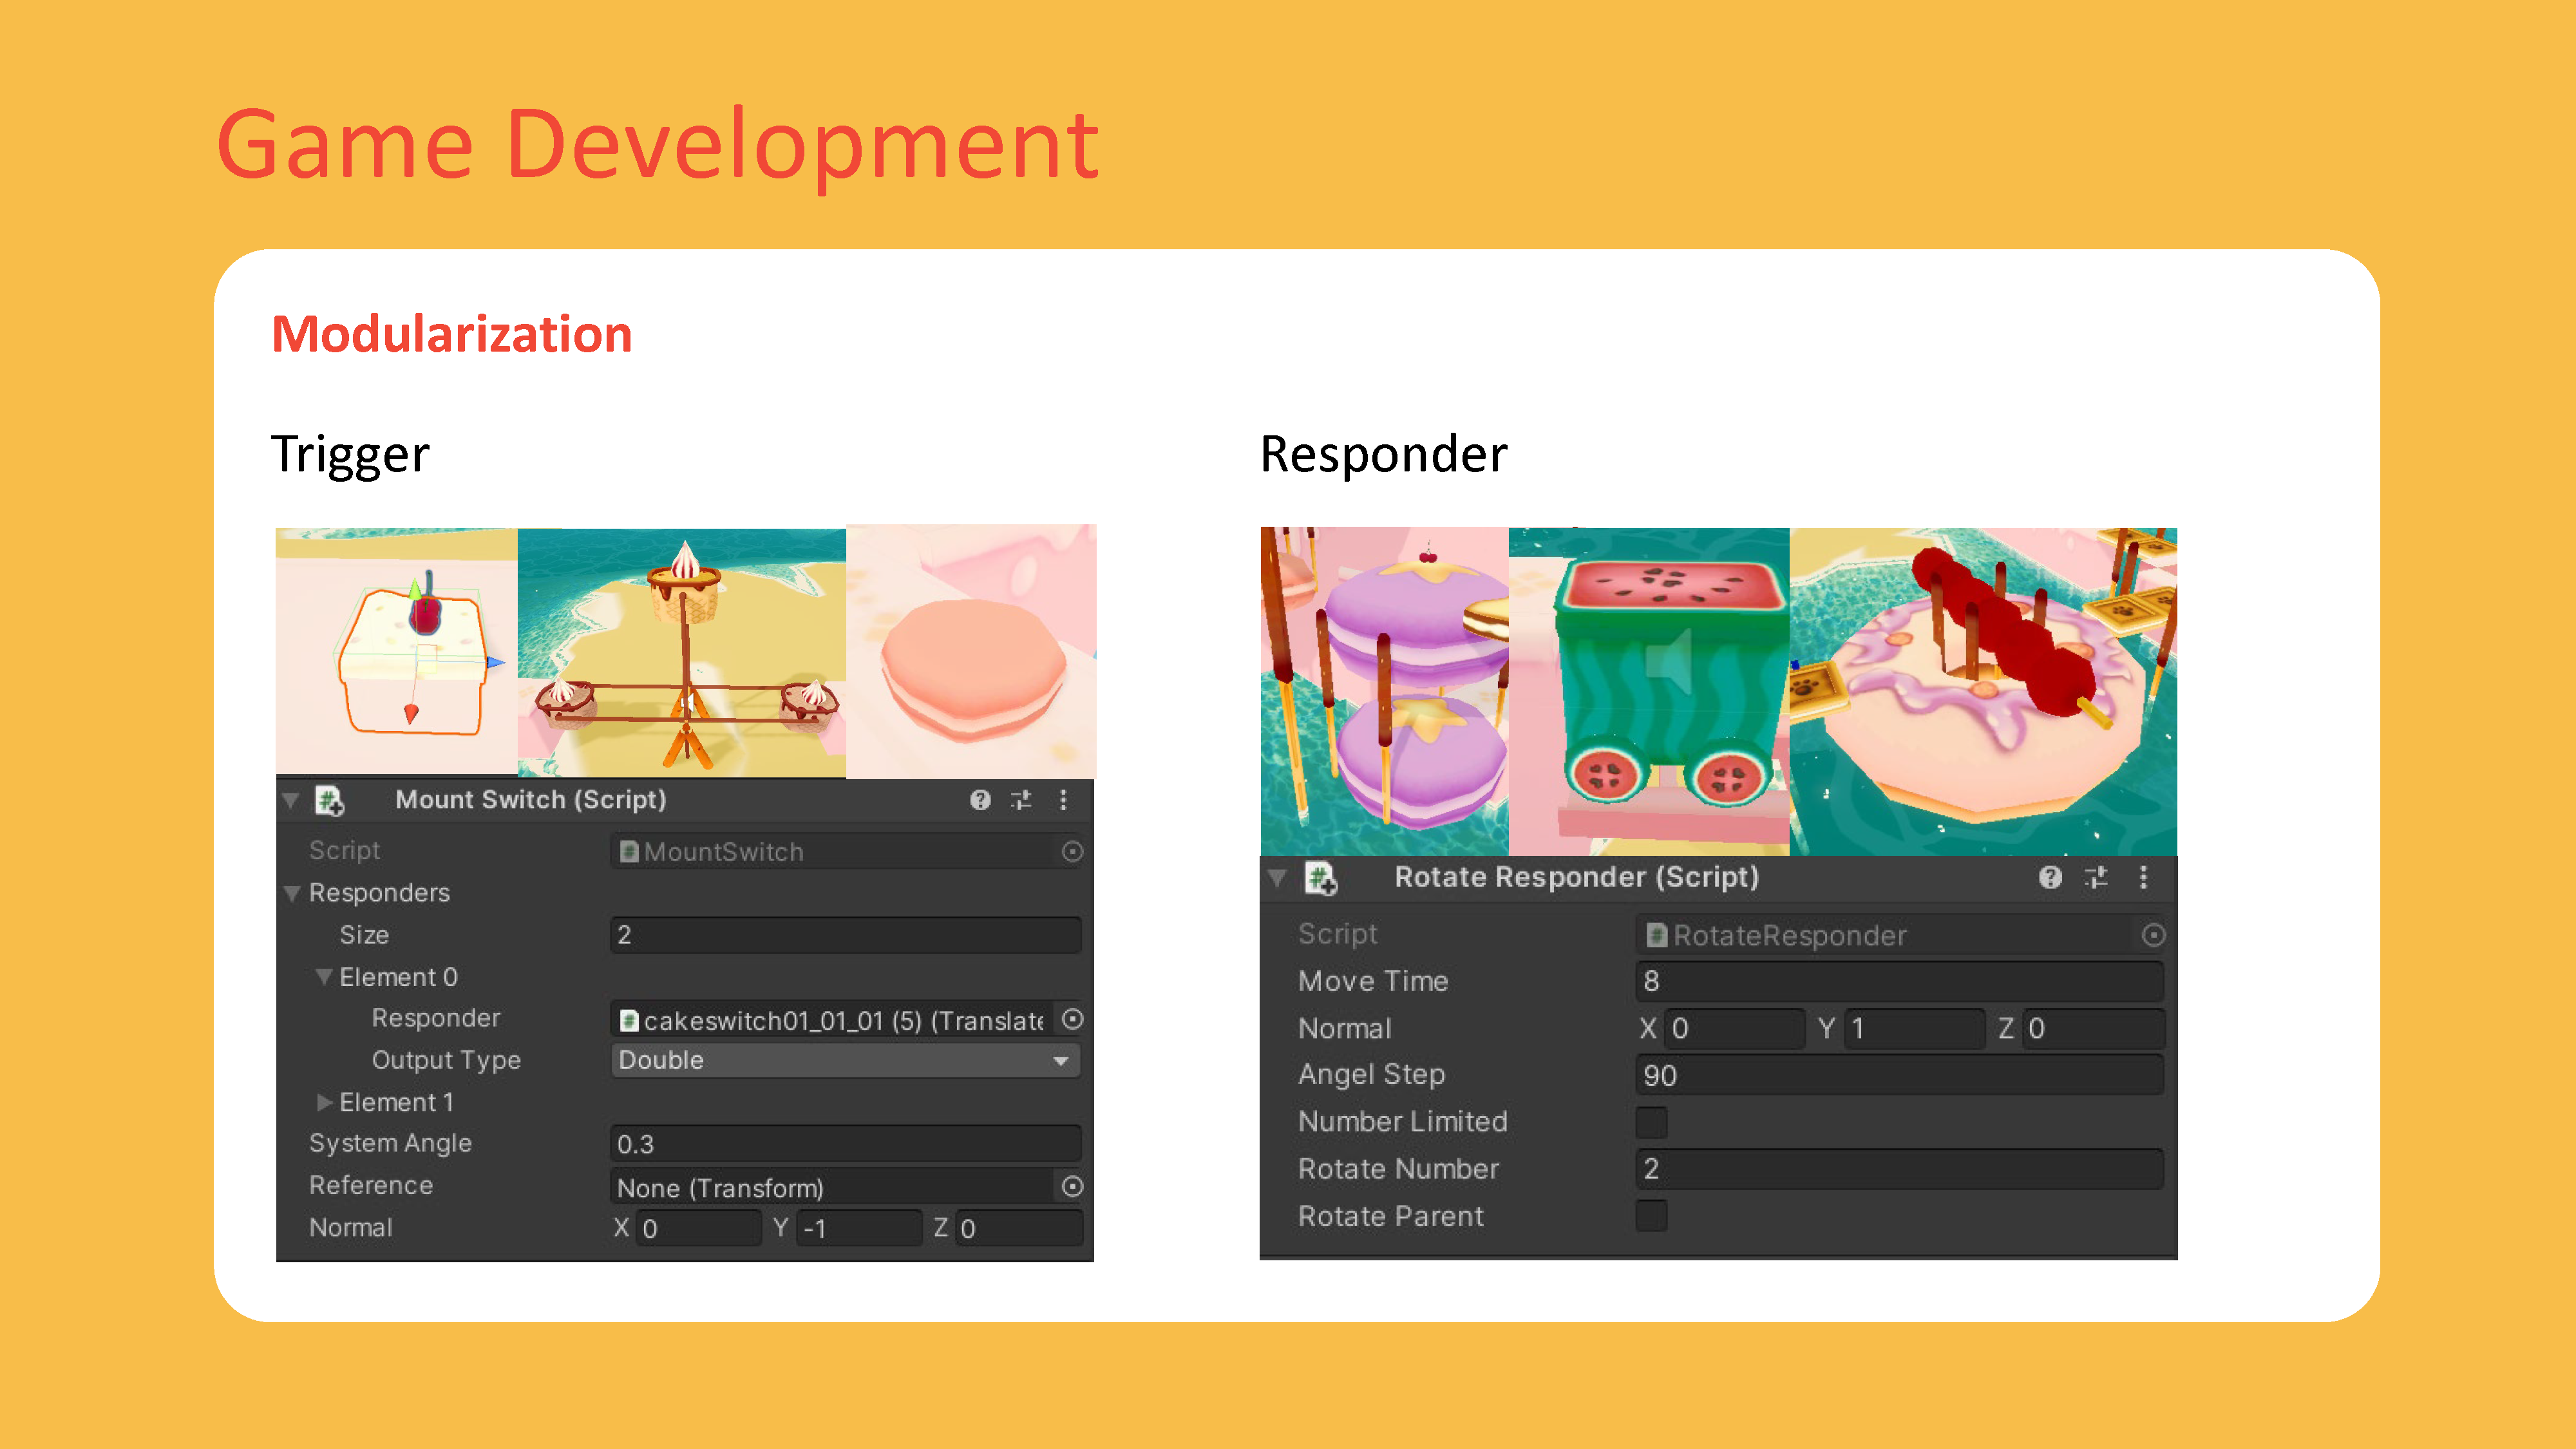 Game Development
Modularization
Trigger
Responder
Mount Switch (Script)
Script MountSwitch
Responders
Size 2
Element 0
Responder cakeswitch01_01_01 (5) (Translate
Output Type Double
Element 1
System Angle 0.3
Reference None (Transform)
Normal X 0 Y -1 Z 0
Rotate Responder (Script)
Script RotateResponder
Move Time 8
Normal X 0 Y 1 Z 0
Angel Step 90
Number Limited
Rotate Number 2
Rotate Parent